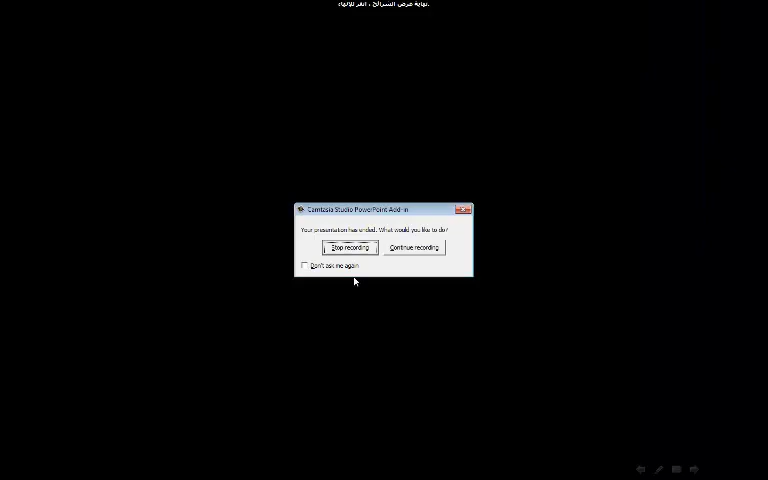 نهاية عرض الشرائح ، انقر للإنهاء.
Camtasia Studio PowerPoint Add-in
Your presentation has ended. What would you like to do?
Stop recording
Continue recording
Don't ask me again